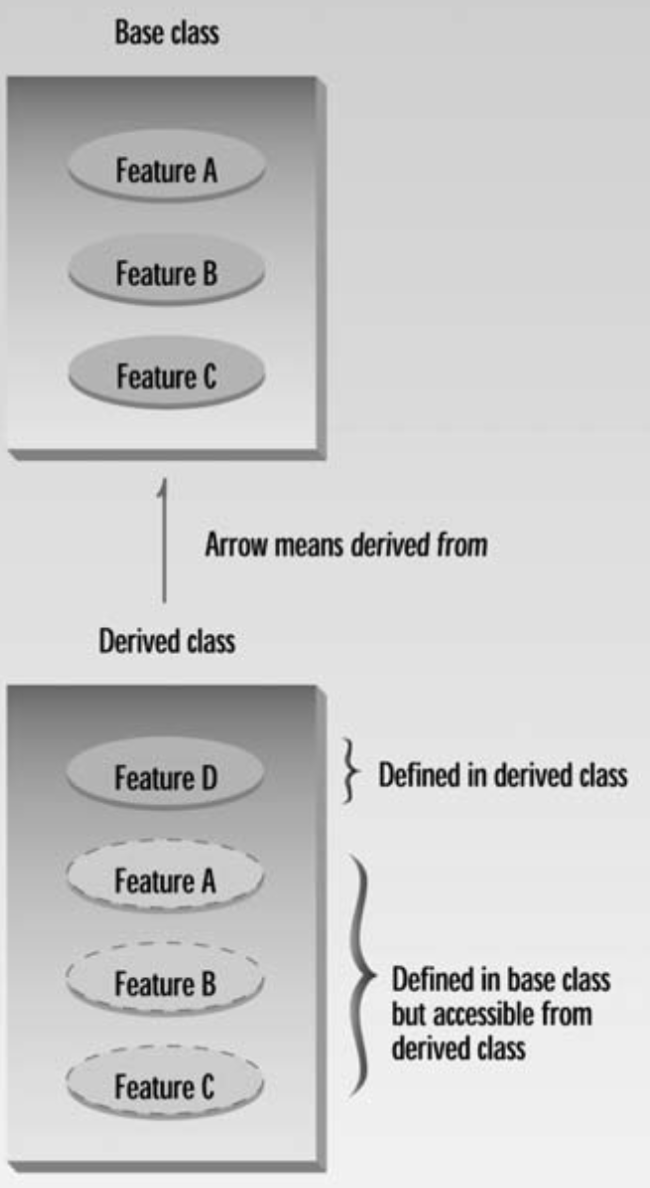 Base class
Feature A
Feature B
Feature C
Arrow means derived from
Derived class
Feature D
Defined in derived class
Feature A
Feature B
Feature C
Defined in base class
but accessible from
derived class